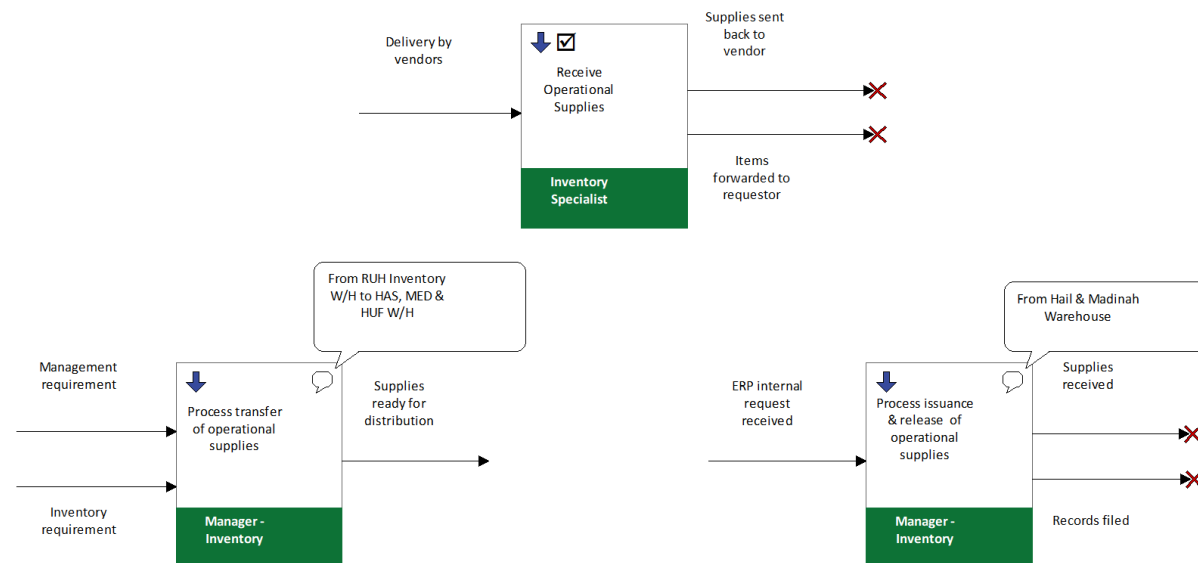 Delivery by
vendors
Receive
Operational
Supplies
Inventory
Specialist
Supplies sent
back to
vendor
Items
forwarded to
requestor
From RUH Inventory
W/H to HAS, MED &
HUF W/H
Management
requirement
Inventory
requirement
Process transfer
of operational
supplies
Manager -
Inventory
Supplies
ready for
distribution
From Hail & Madinah
Warehouse
ERP internal
request
received
Process issuance
& release of
operational
supplies
Manager -
Inventory
Supplies
received
Records filed